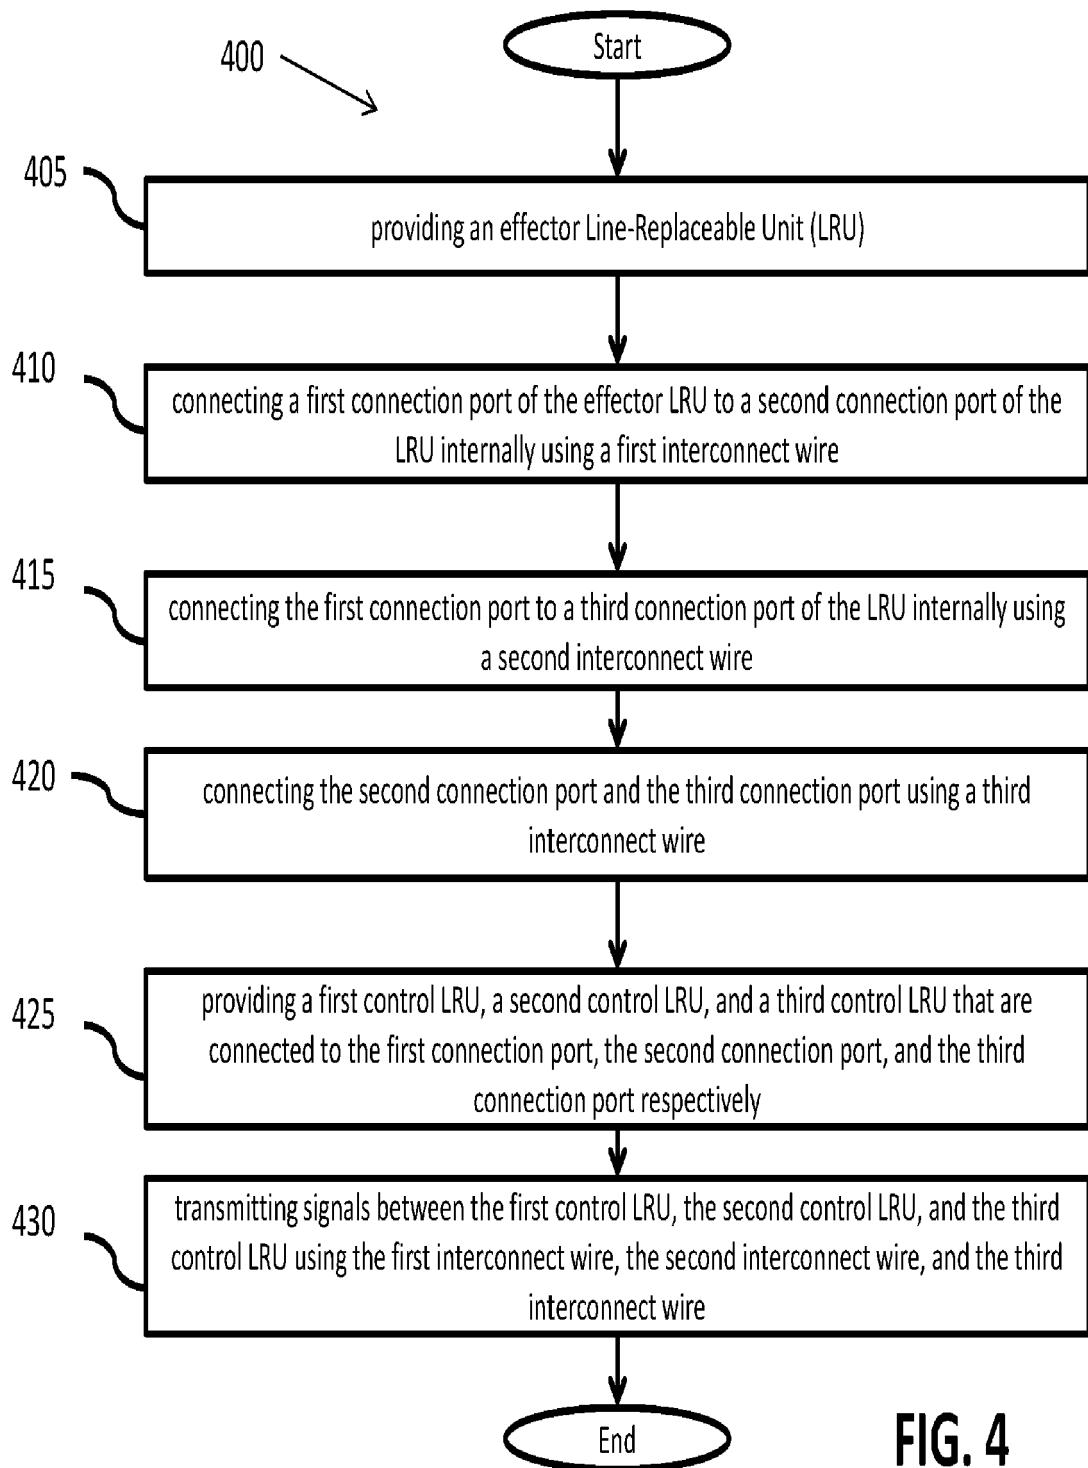 Start
400
405
providing an effector Line-Replaceable Unit (LRU)
410
connecting a first connection port of the effector LRU to a second connection port of the
LRU internally using a first interconnect wire
415
connecting the first connection port to a third connection port of the LRU internally using
a second interconnect wire
420
connecting the second connection port and the third connection port using a third
interconnect wire
425
providing a first control LRU, a second control LRU, and a third control LRU that are
connected to the first connection port, the second connection port, and the third
connection port respectively
430
transmitting signals between the first control LRU, the second control LRU, and the third
control LRU using the first interconnect wire, the second interconnect wire, and the third
interconnect wire
End
FIG. 4